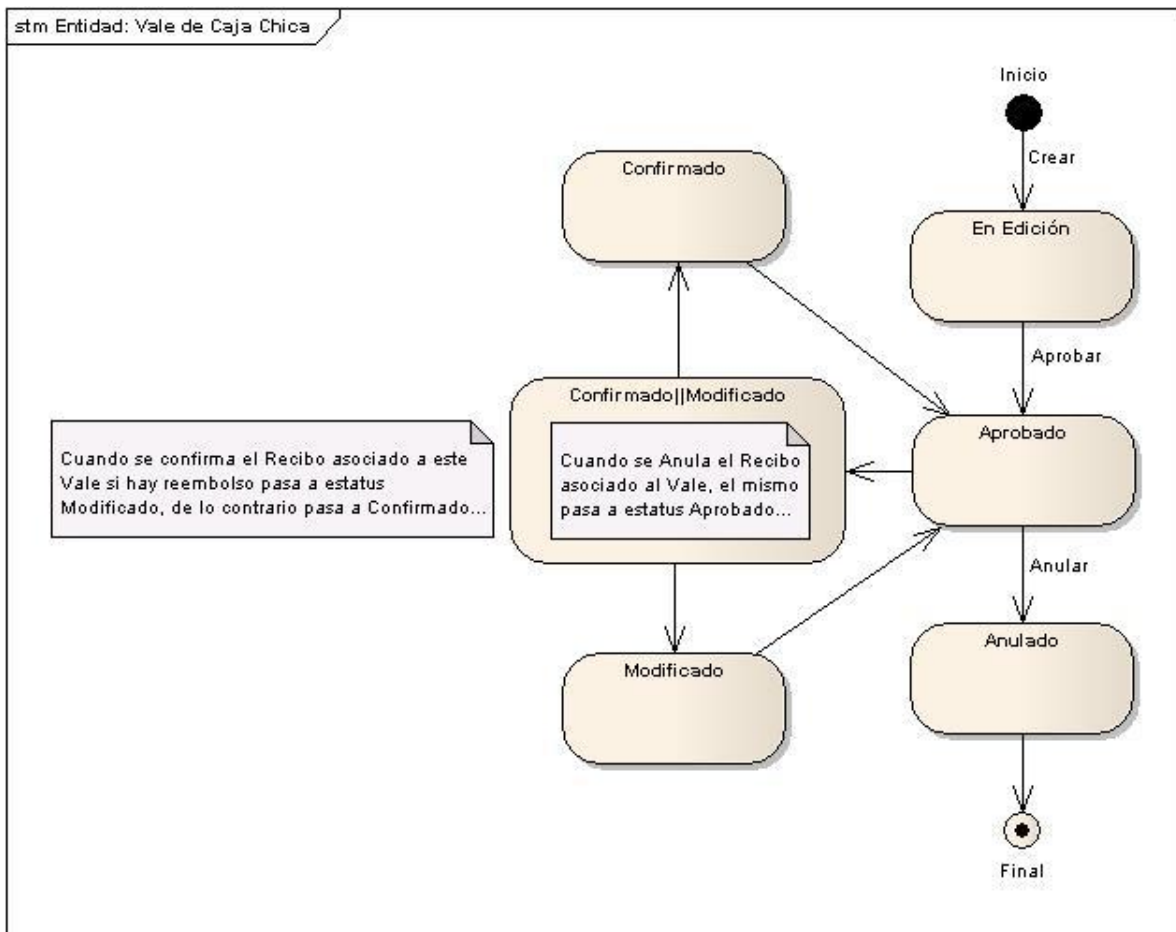 stm Entidad: Vale de Caja Chica
Inicio
Crear
Confirmado
En Edición
Aprobar
Confirmado||Modificado
Aprobado
Cuando se confirma el Recibo asociado a este
Vale si hay reembolso pasa a estatus
Modificado, de lo contrario pasa a Confirmado...
Cuando se Anula el Recibo
asociado al Vale, el mismo
pasa a estatus Aprobado...
Anular
Modificado
Anulado
Final